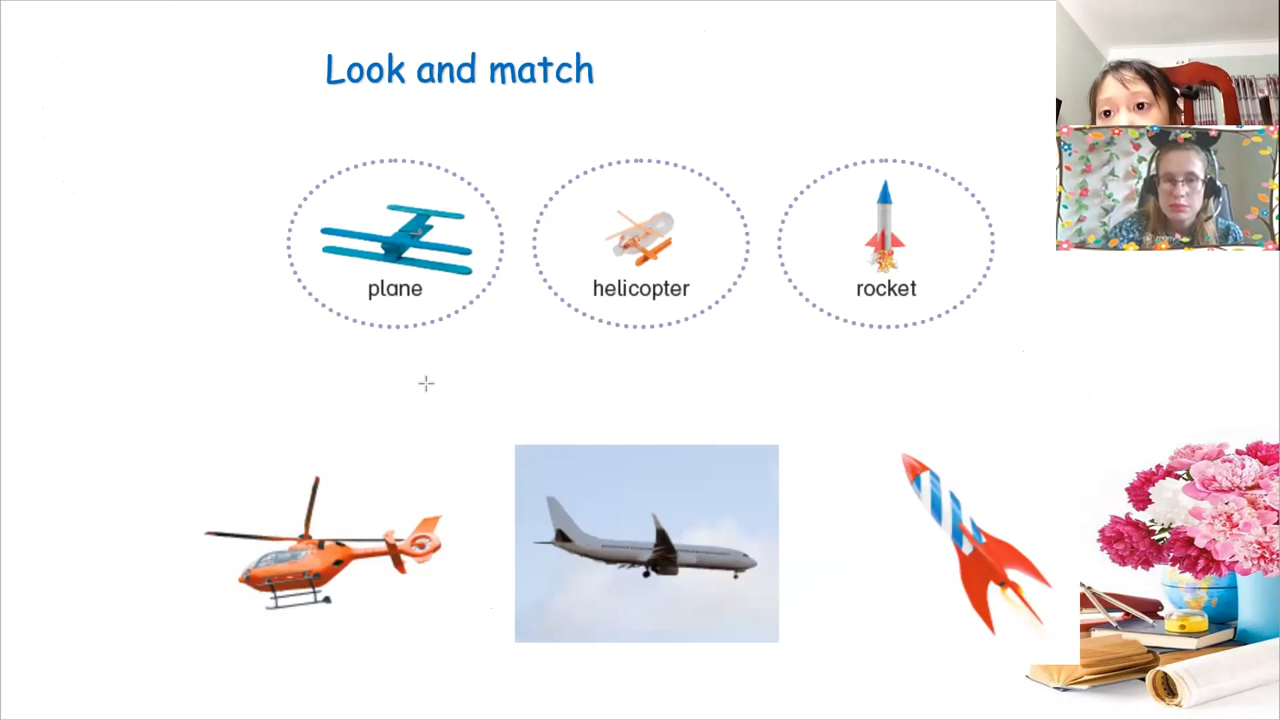 Look and match
plane
helicopter
rocket